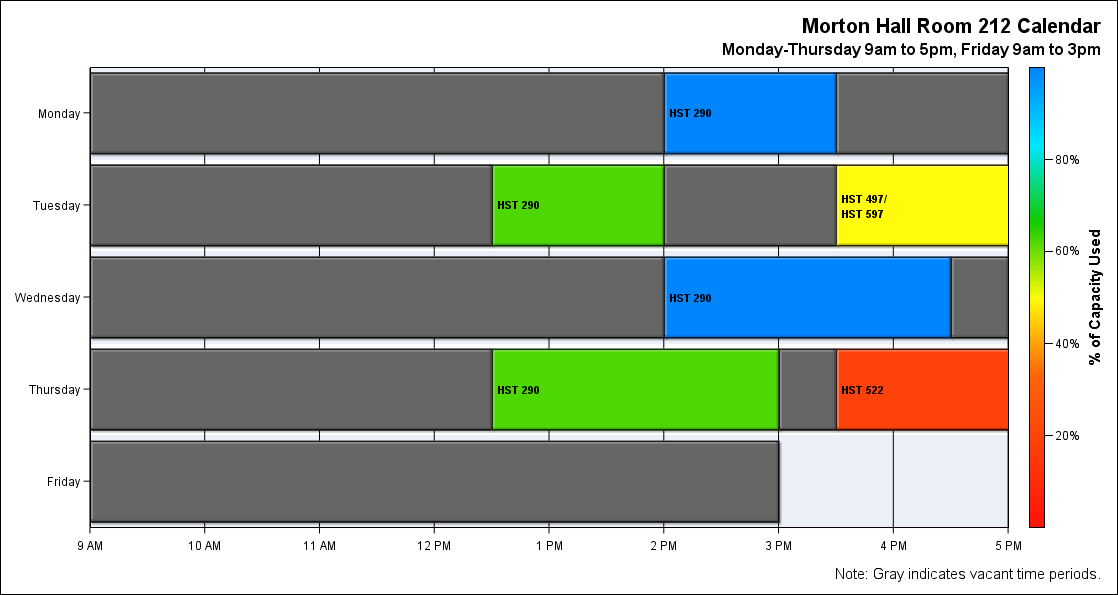 Morton Hall Room 212 Calendar
Monday-Thursday 9am to 5pm, Friday 9am to 3pm
Monday
HST 290
Tuesday
HST 290
HST 497/
HST 597
Wednesday
HST 290
Thursday
HST 290
HST 522
Friday
9 AM
10 AM
11 AM
12 PM
1 PM
2 PM
3 PM
4 PM
5 PM
80%
60%
40%
20%
% of Capacity Used
Note: Gray indicates vacant time periods.